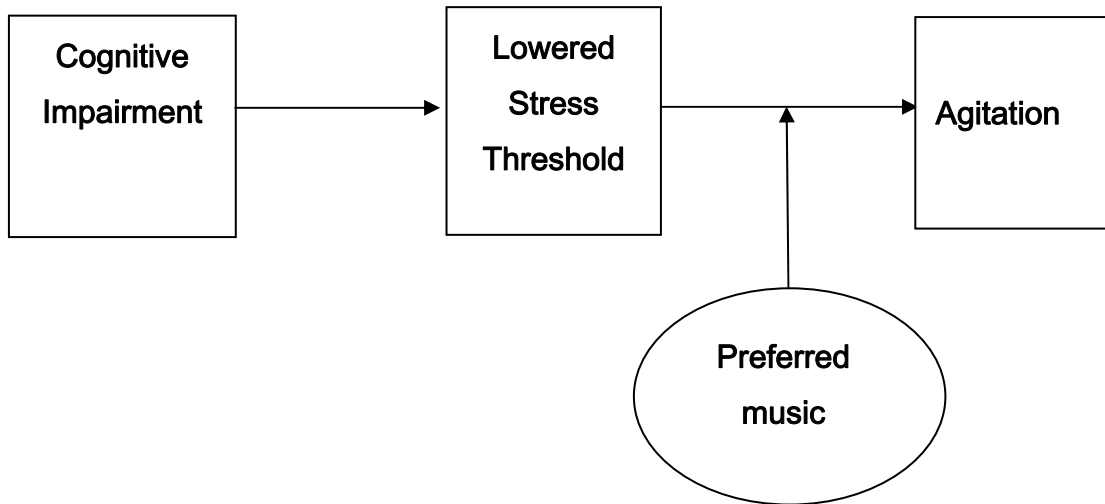 Cognitive
Impairment
Lowered
Stress
Threshold
Agitation
Preferred
music